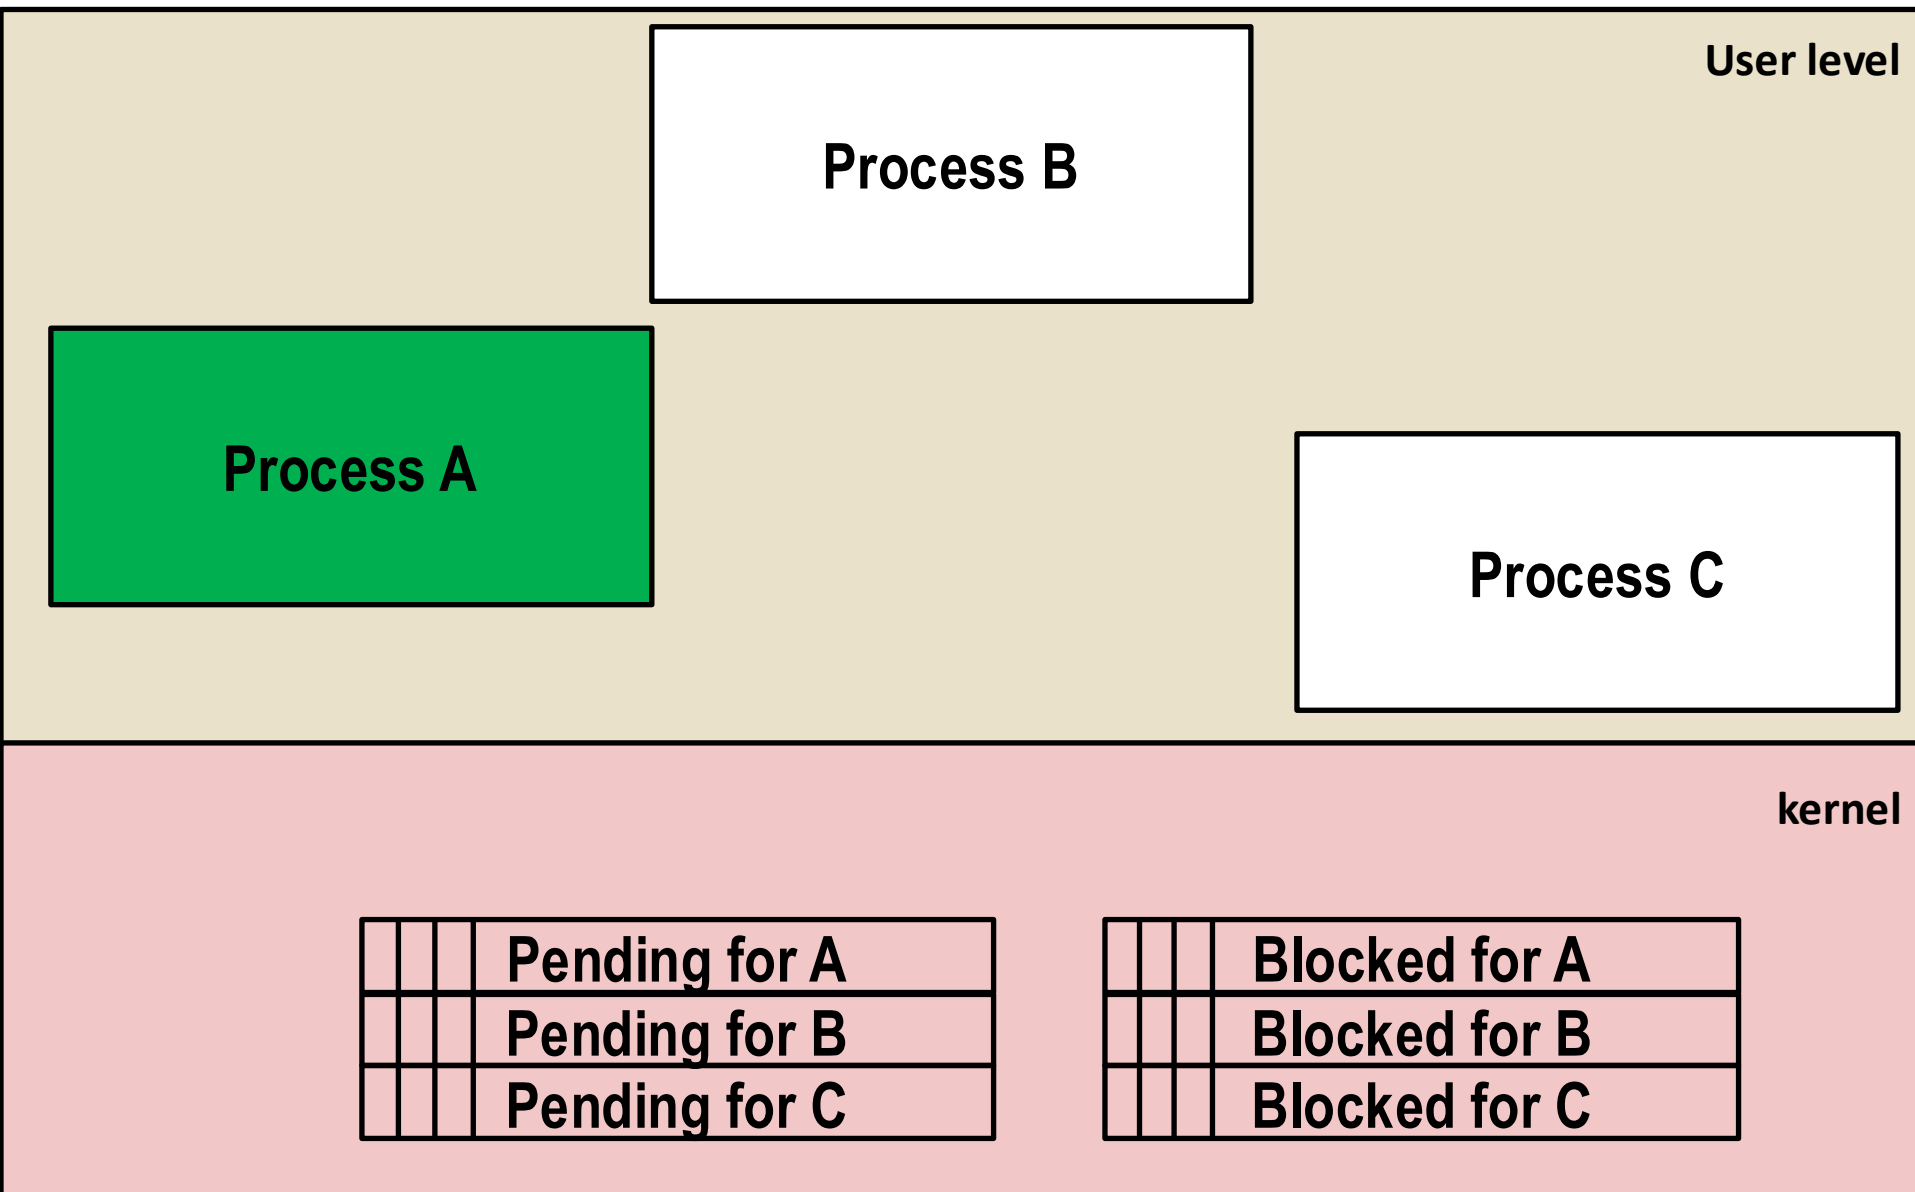 User level
Process B
Process A
Process C
kernel
Pending for A
Blocked for A
Pending for B
Blocked for B
Pending for C
Blocked for C